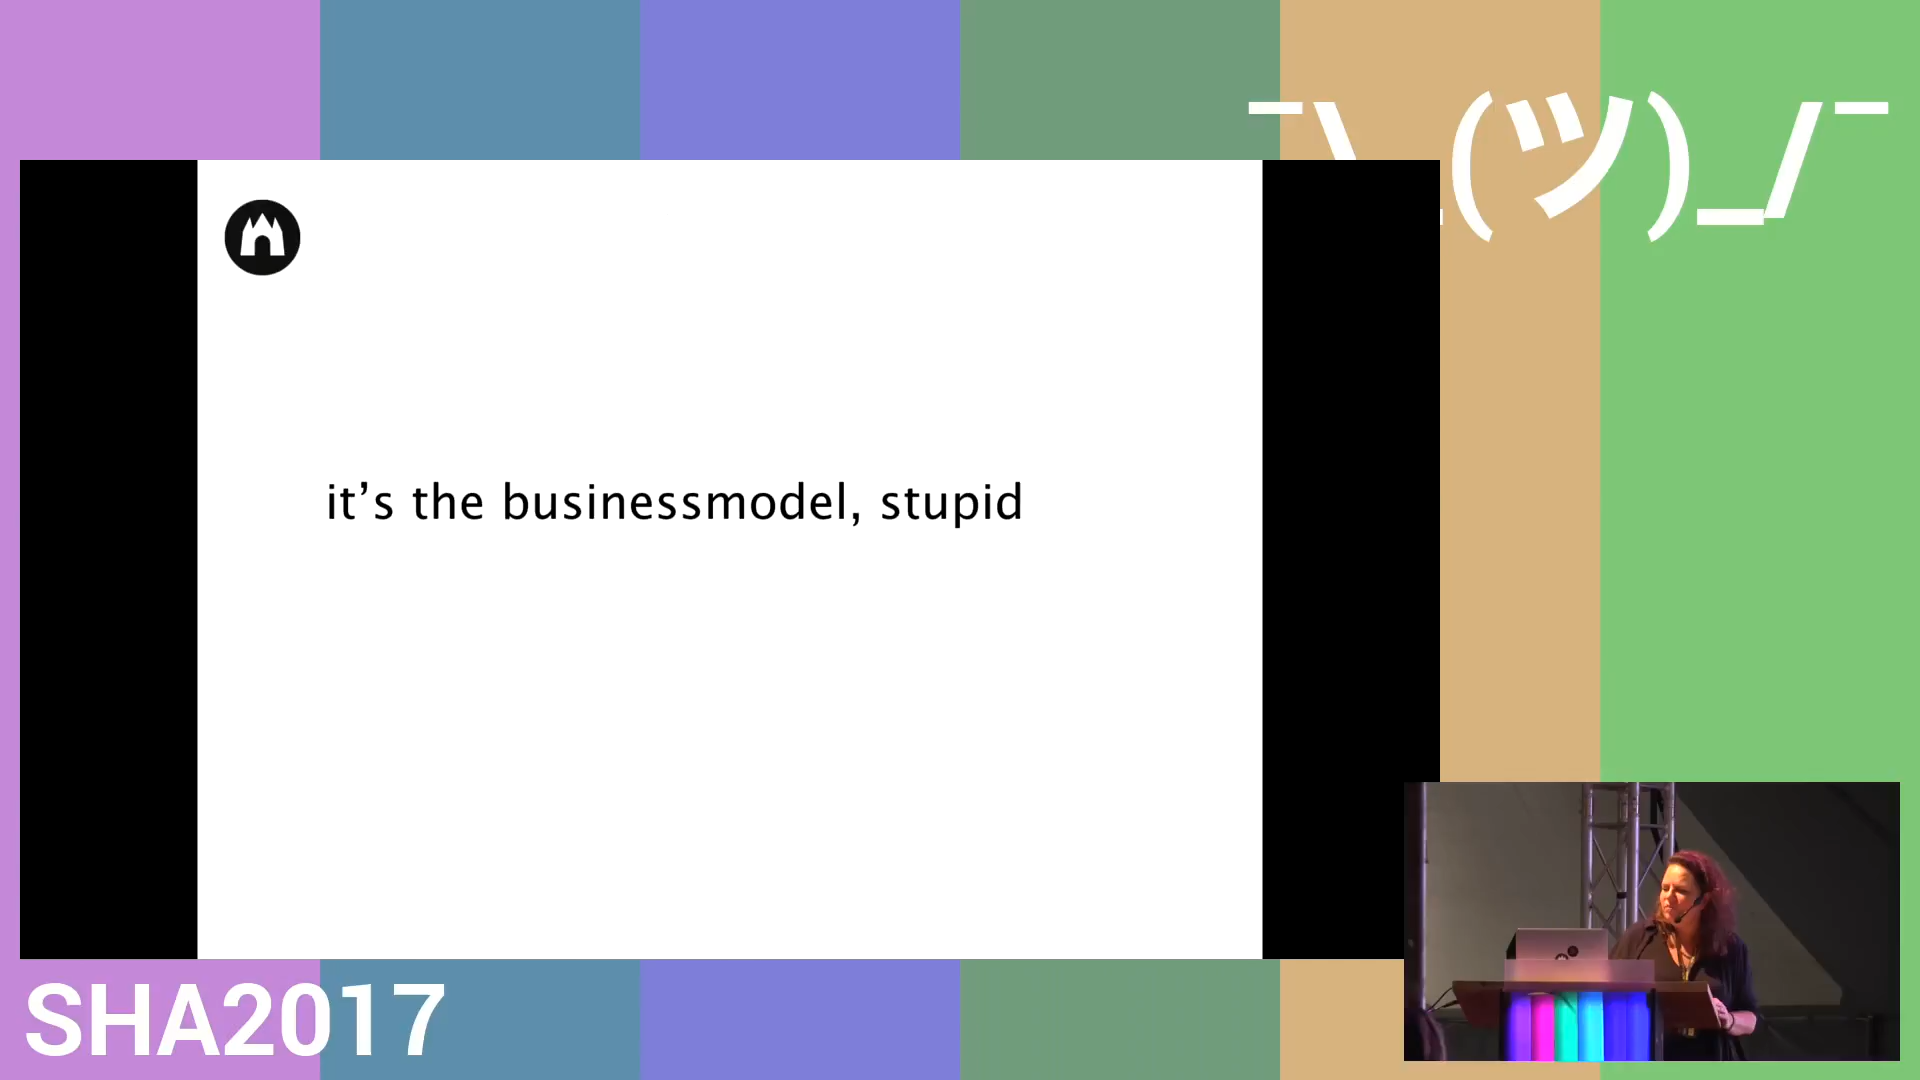 ¯\_(ツ)_/¯
it’s the businessmodel, stupid
SHA2017